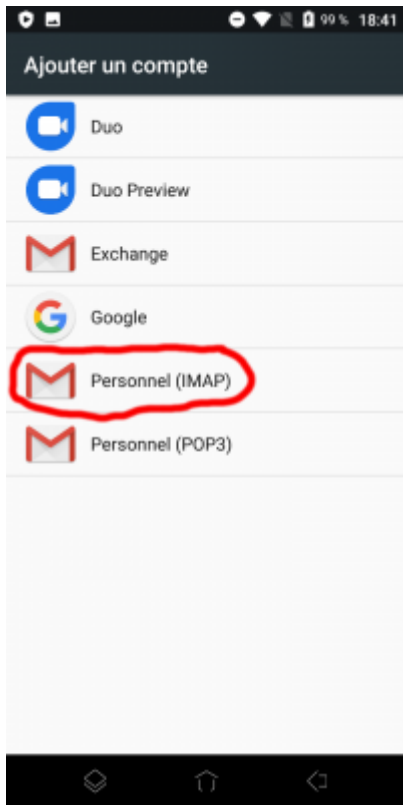 99 % 18:41
Ajouter un compte
Duo
Duo Preview
Exchange
Google
Personnel (IMAP)
Personnel (POP3)